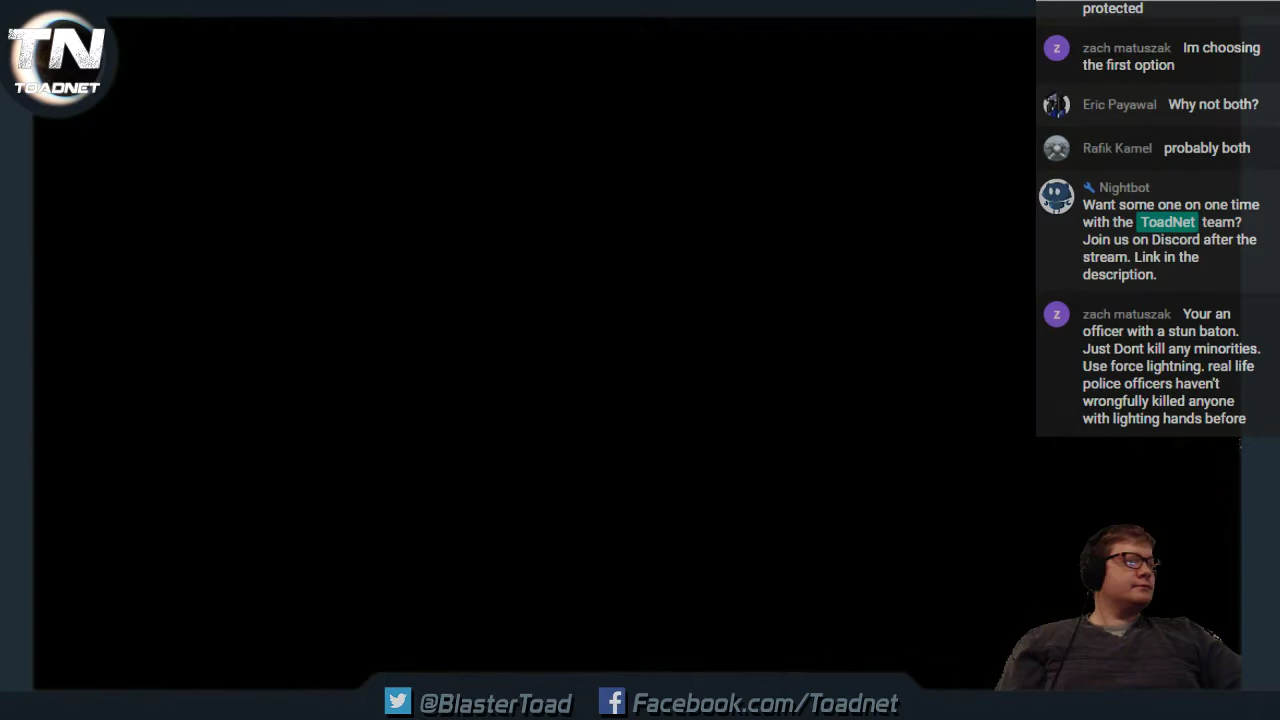 TN
TOADNET
protected
z zach matuszak Im choosing
the first option
Eric Payawal Why not both?
Rafik Kamel probably both
Nightbot
Want some one on one time
with the ToadNet team?
Join us on Discord after the
stream. Link in the
description.
z zach matuszak Your an
officer with a stun baton.
Just Dont kill any minorities.
Use force lightning. real life
police officers haven't
wrongfully killed anyone
with lighting hands before
@BlasterToad Facebook.com/Toadnet